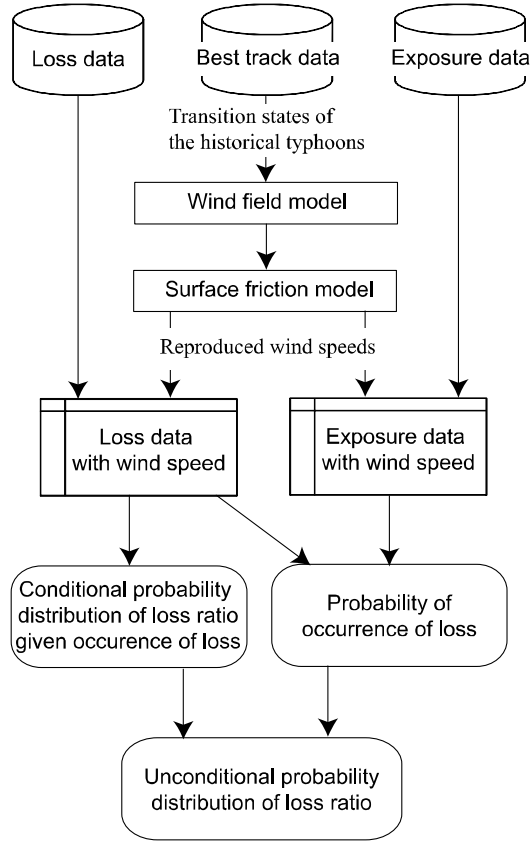 Loss data
Best track data
Exposure data
Transition states of
the historical typhoons
Wind field model
Surface friction model
Reproduced wind speeds
Loss data
with wind speed
Exposure data
with wind speed
Conditional probability
distribution of loss ratio
given occurence of loss
Probability of
occurrence of loss
Unconditional probability
distribution of loss ratio